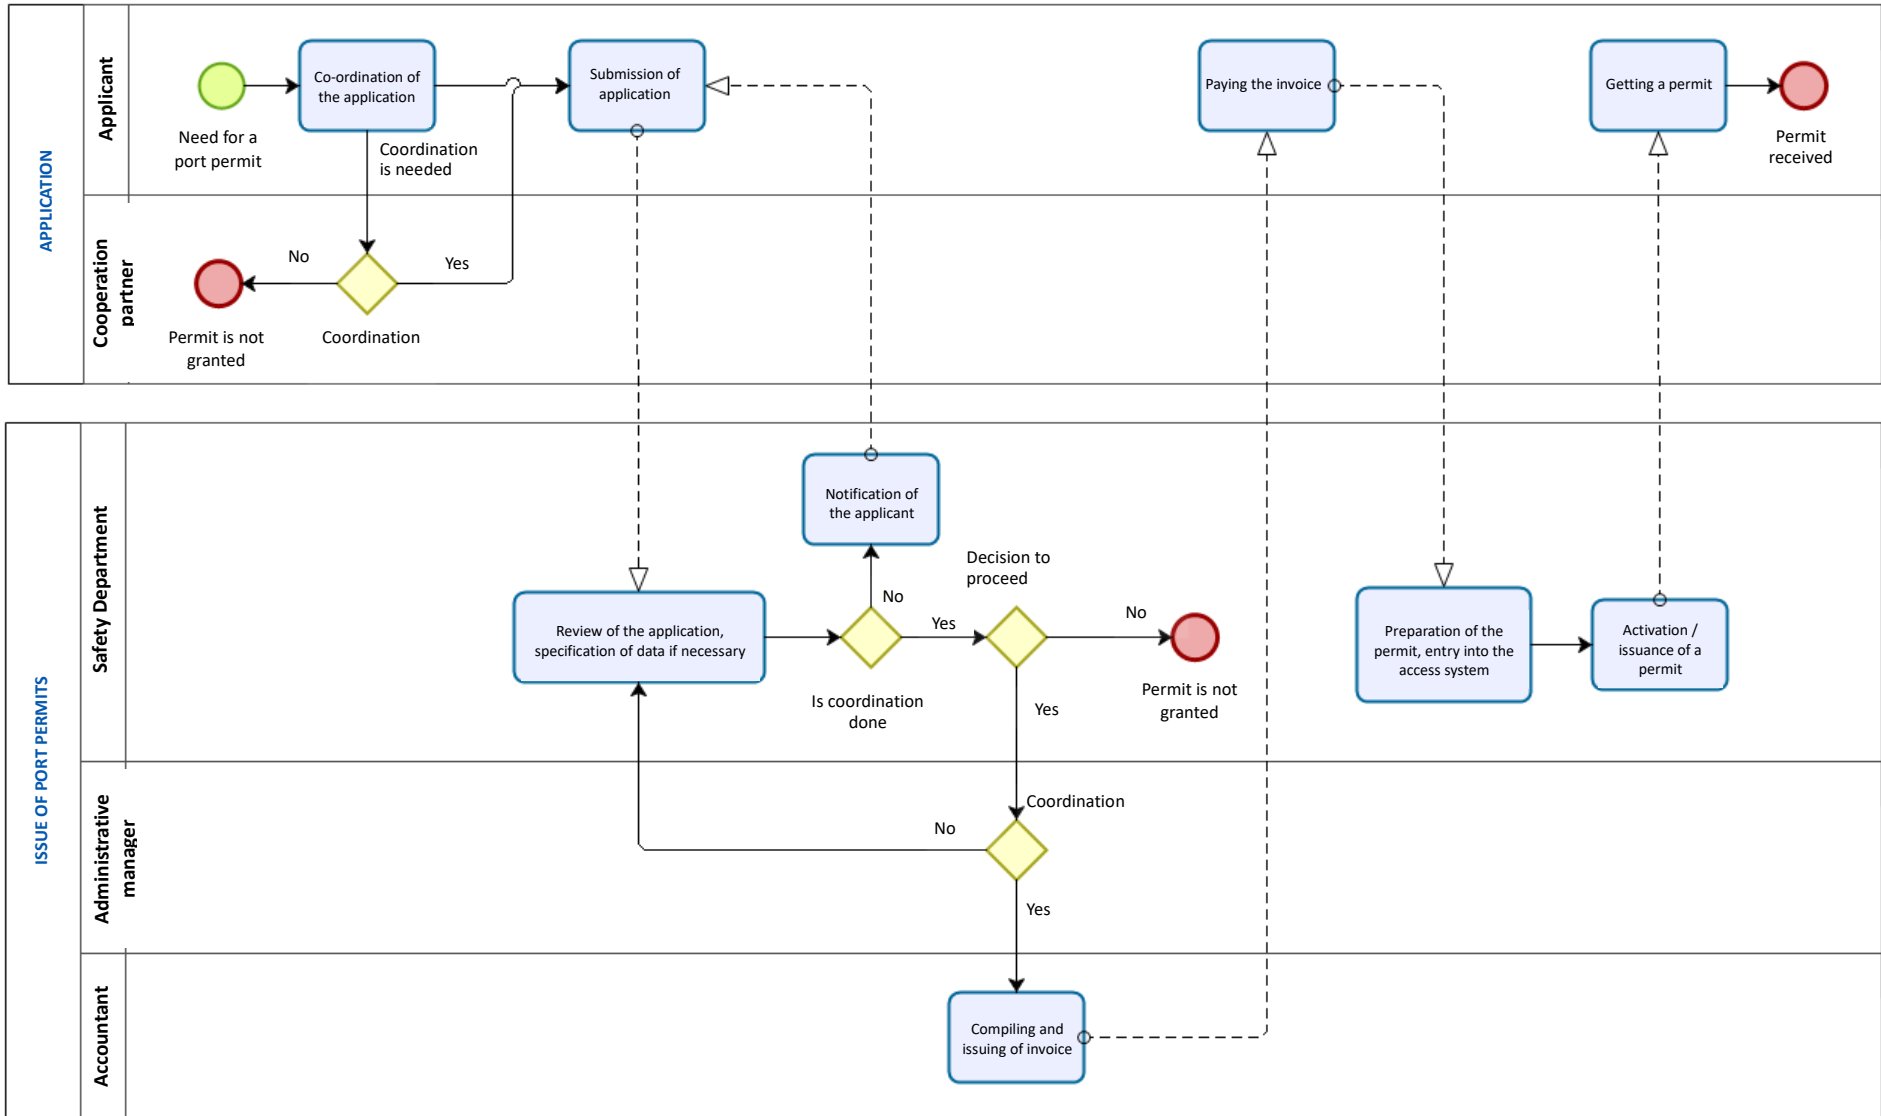 APPLICATION
Applicant
Need for a
port permit
Co-ordination of
the application
Coordination
is needed
Submission of
application
Paying the invoice
Getting a permit
Permit
received
Cooperation
partner
No
Yes
Permit is not
granted
Coordination
ISSUE OF PORT PERMITS
Safety Department
Notification of
the applicant
Decision to
proceed
No
Review of the application,
specification of data if necessary
Yes
No
Is coordination
done
Permit is not
granted
Yes
Preparation of the
permit, entry into the
access system
Activation /
issuance of a
permit
Administrative
manager
Coordination
No
Yes
Accountant
Compiling and
issuing of invoice